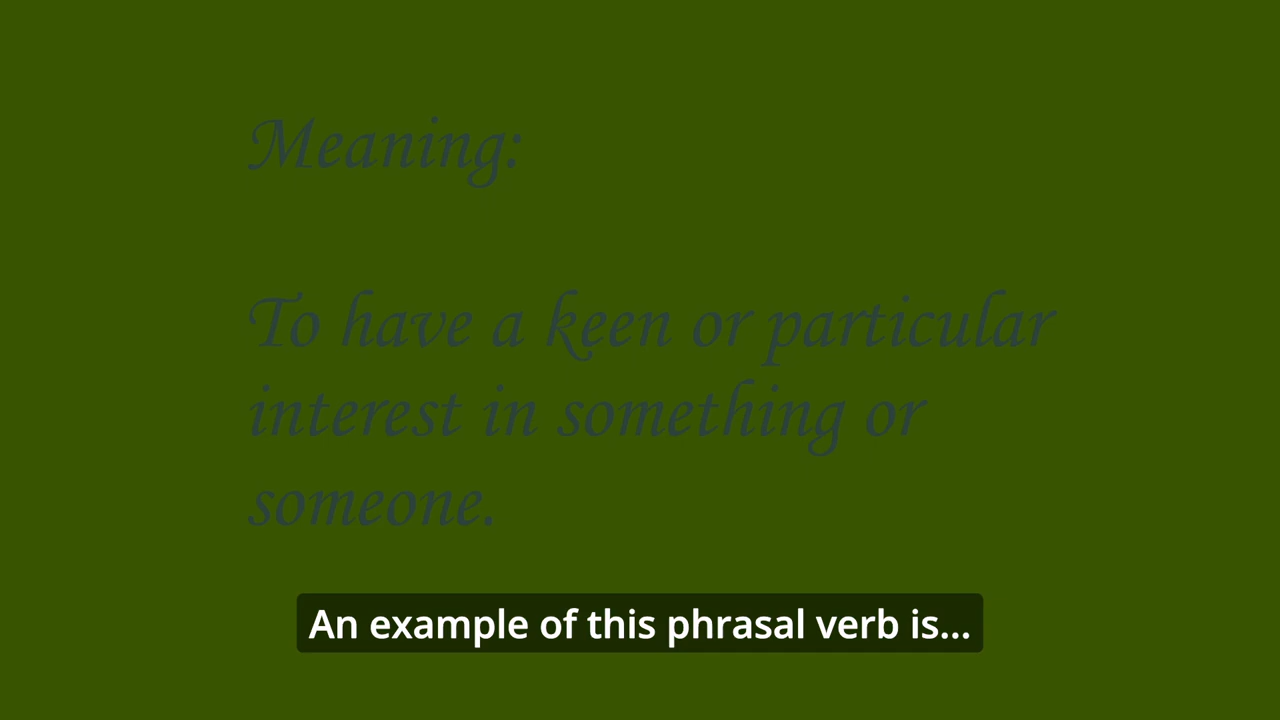 Meaning:
To have a keen or particular
interest in something or
someone.
An example of this phrasal verb is...